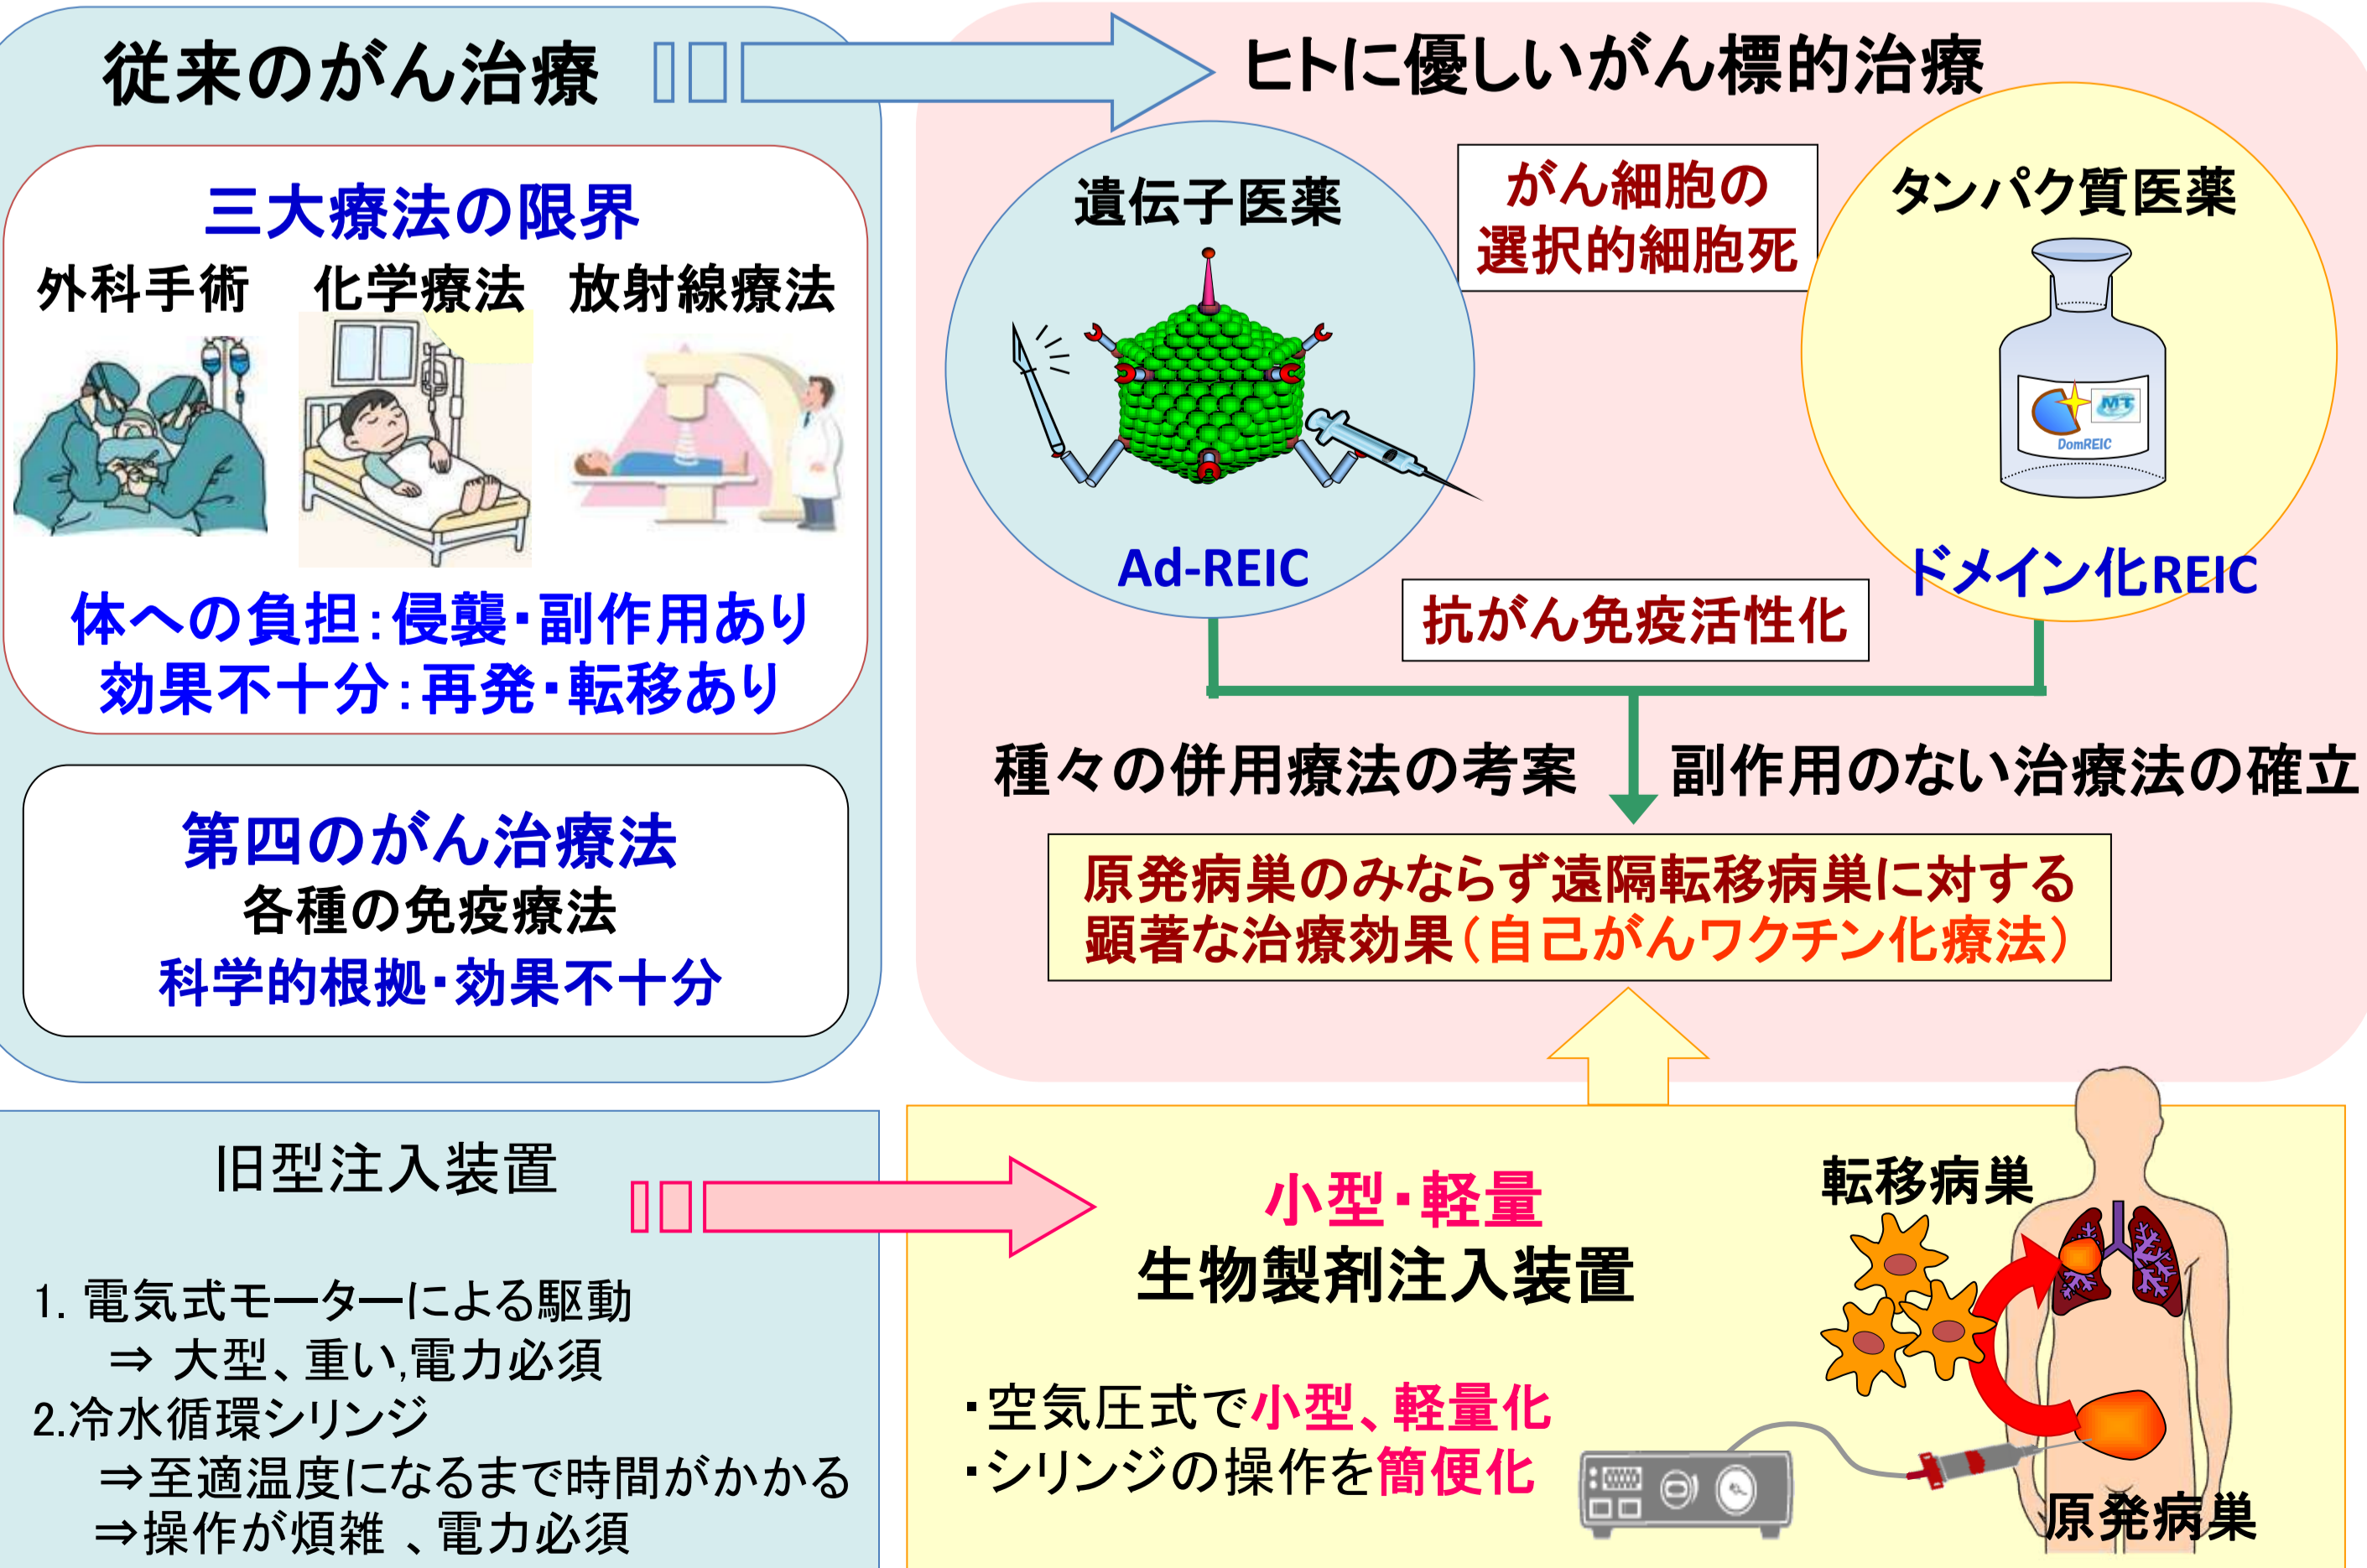 従来のがん治療
三大療法の限界
外科手術 化学療法 放射線療法
体への負担:侵襲・副作用あり
効果不十分:再発・転移あり
第四のがん治療法
各種の免疫療法
科学的根拠・効果不十分
ヒトに優しいがん標的治療
遺伝子医薬
Ad-REIC
がん細胞の
選択的細胞死
タンパク質医薬
MT
DomREIC
ドメイン化REIC
抗がん免疫活性化
種々の併用療法の考案
副作用のない治療法の確立
原発病巣のみならず遠隔転移病巣に対する
顕著な治療効果(自己がんワクチン化療法)
旧型注入装置
1. 電気式モーターによる駆動
⇒ 大型、重い,電力必須
2.冷水循環シリンジ
⇒至適温度になるまで時間がかかる
⇒操作が煩雑 、電力必須
小型・軽量
生物製剤注入装置
・空気圧式で小型、軽量化
・シリンジの操作を簡便化
転移病巣
原発病巣